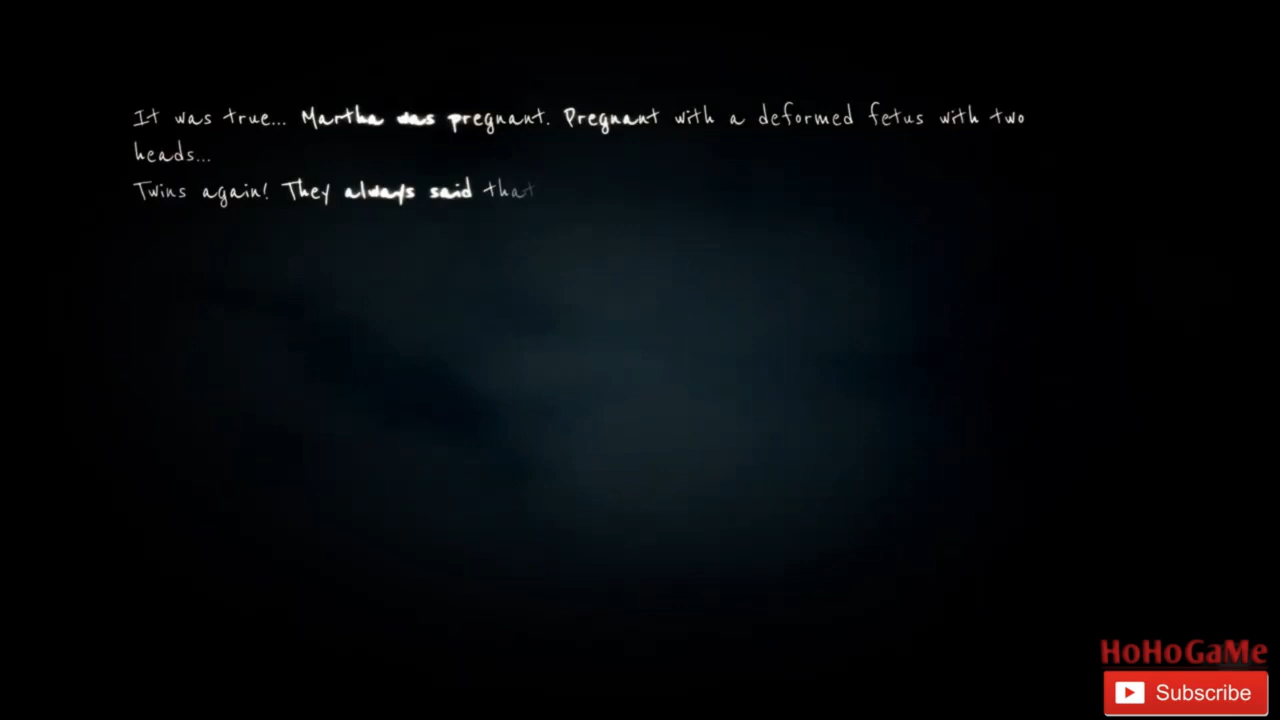 It was true... Martha was pregnant. Pregnant with a deformed fetus with two
heads...
Twins again! They always said that
HoHoGaMe
Subscribe